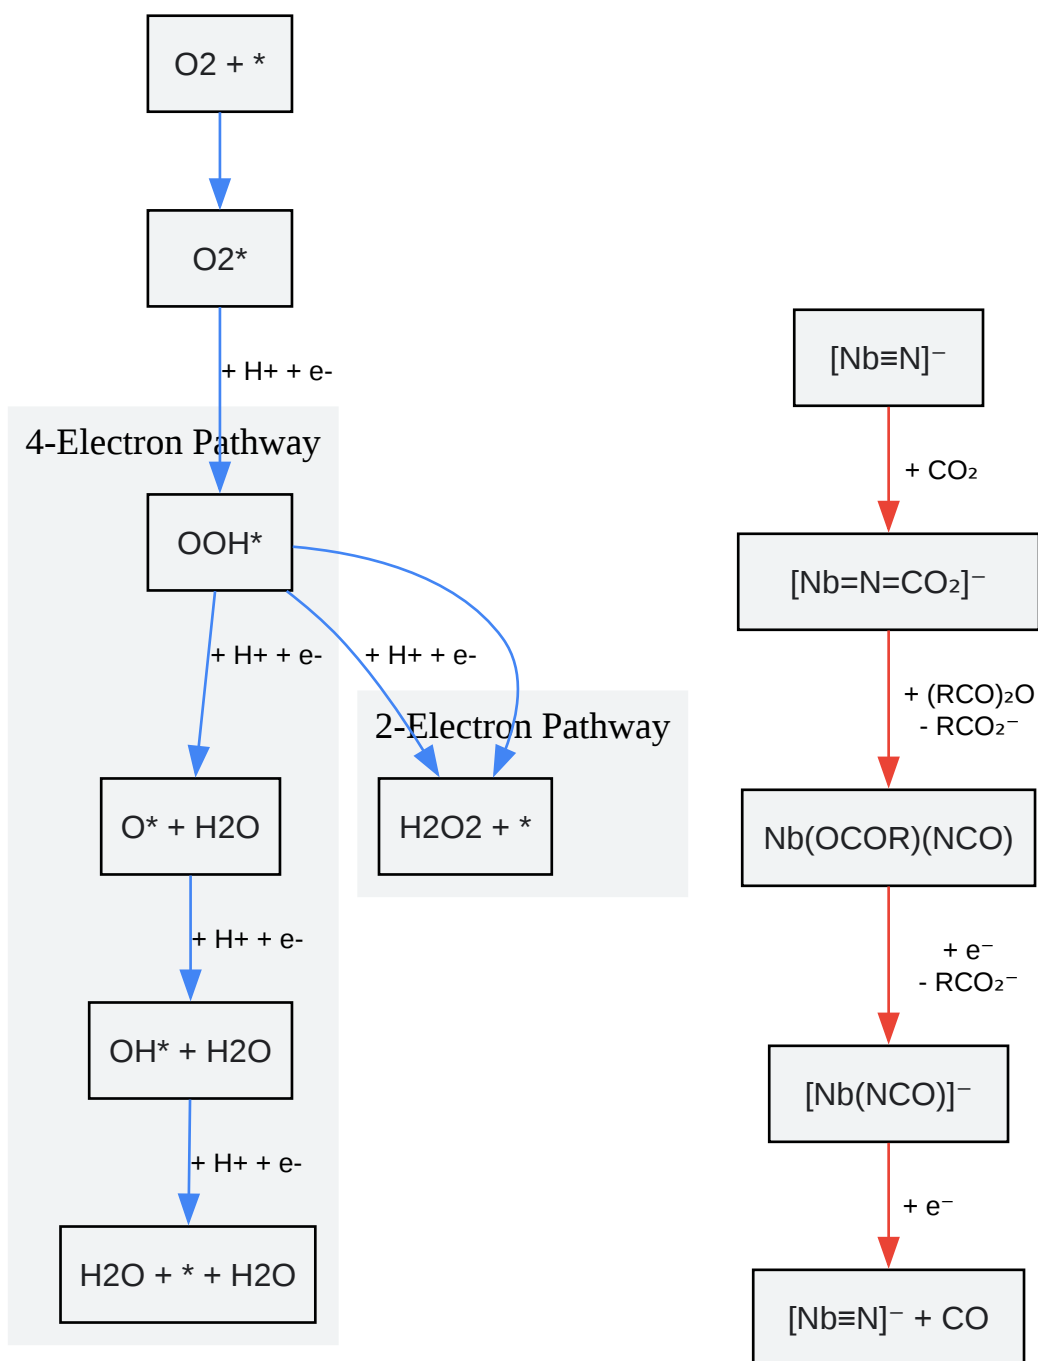 O2 + *
O2*
+ H+ + e-
4-Electron Pathway
OOH*
+ H+ + e-
+ H+ + e-
2-Electron Pathway
O* + H2O
H2O2 + *
+ H+ + e-
OH* + H2O
+ H+ + e-
H2O + * + H2O
[Nb≡N]⁻
+ CO₂
[Nb=N=CO₂]⁻
+ (RCO)₂O
- RCO₂⁻
Nb(OCOR)(NCO)
+ e⁻
- RCO₂⁻
[Nb(NCO)]⁻
+ e⁻
[Nb≡N]⁻ + CO